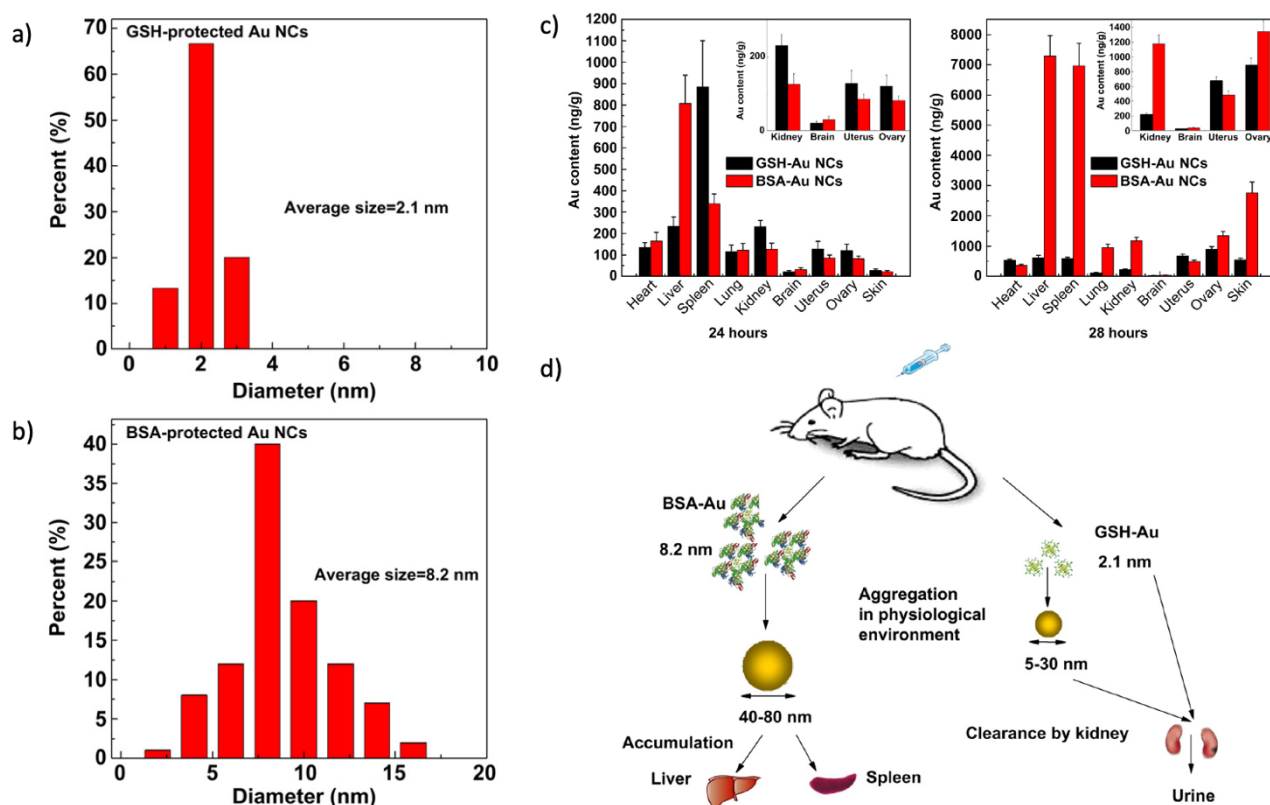 a)
GSH-protected Au NCs
Average size=2.1 nm
Percent (%)
70
60
50
40
30
20
10
0
0 2 4 6 8 10
Diameter (nm)
b)
BSA-protected Au NCs
Average size=8.2 nm
Percent (%)
40
35
30
25
20
15
10
5
0
0 5 10 15 20
Diameter (nm)
c)
Au content (ng/g)
1200
1100
1000
900
800
700
600
500
400
300
200
100
0
Au content (ng/g)
200
0
Kidney Brain Uterus Ovary
GSH-Au NCs
BSA-Au NCs
Heart Liver Spleen Lung Kidney Brain Uterus Ovary Skin
24 hours
Au content (ng/g)
8000
7000
6000
5000
4000
3000
2000
1000
0
Au content (ng/g)
1400
1200
1000
800
600
400
200
0
Kidney Brain Uterus Ovary
GSH-Au NCs
BSA-Au NCs
Heart Liver Spleen Lung Kidney Brain Uterus Ovary Skin
28 hours
d)
BSA-Au
8.2 nm
GSH-Au
2.1 nm
Aggregation
in physiological
environment
5-30 nm
40-80 nm
Accumulation
Clearance by kidney
Liver
Spleen
Urine